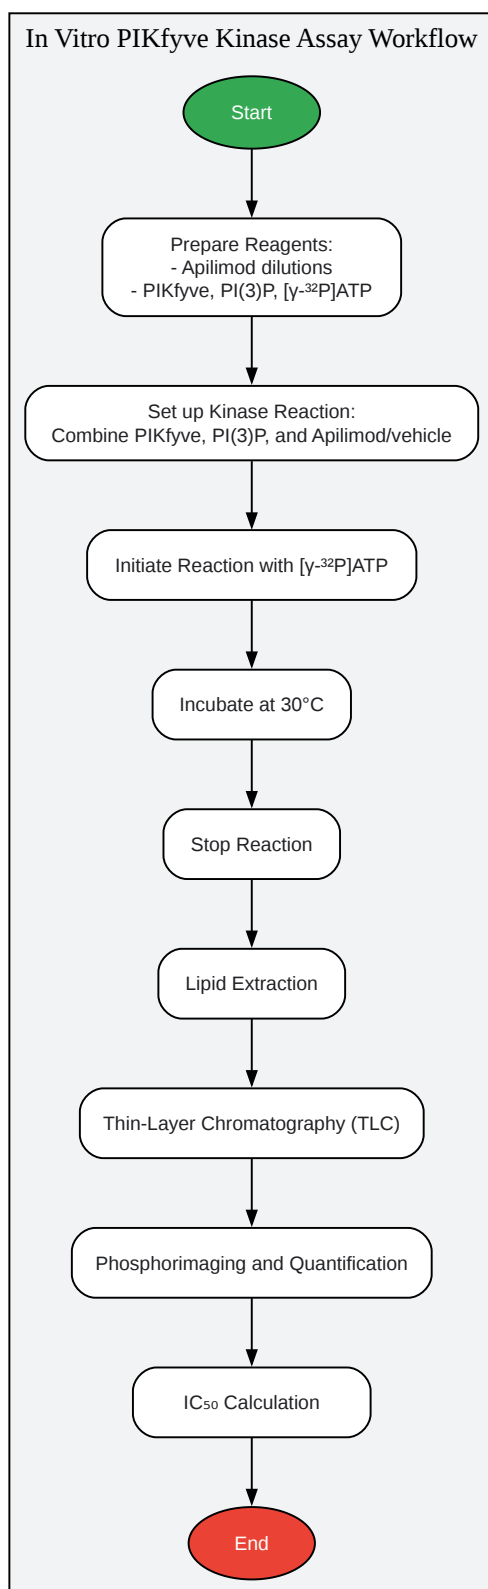 In Vitro PIKfyve Kinase Assay Workflow
Start
Prepare Reagents:
- Apilimod dilutions
- PIKfyve, PI(3)P, [γ-³²P]ATP
Set up Kinase Reaction:
Combine PIKfyve, PI(3)P, and Apilimod/vehicle
Initiate Reaction with [γ-³²P]ATP
Incubate at 30°C
Stop Reaction
Lipid Extraction
Thin-Layer Chromatography (TLC)
Phosphorimaging and Quantification
IC₅₀ Calculation
End